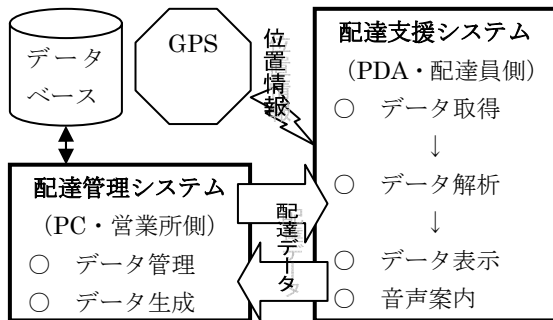 データ
ベース
GPS
位置情報
配達管理システム
（PC・営業所側）
○ データ管理
○ データ生成
配達データ
配達支援システム
（PDA・配達員側）
○ データ取得
↓
○ データ解析
↓
○ データ表示
○ 音声案内